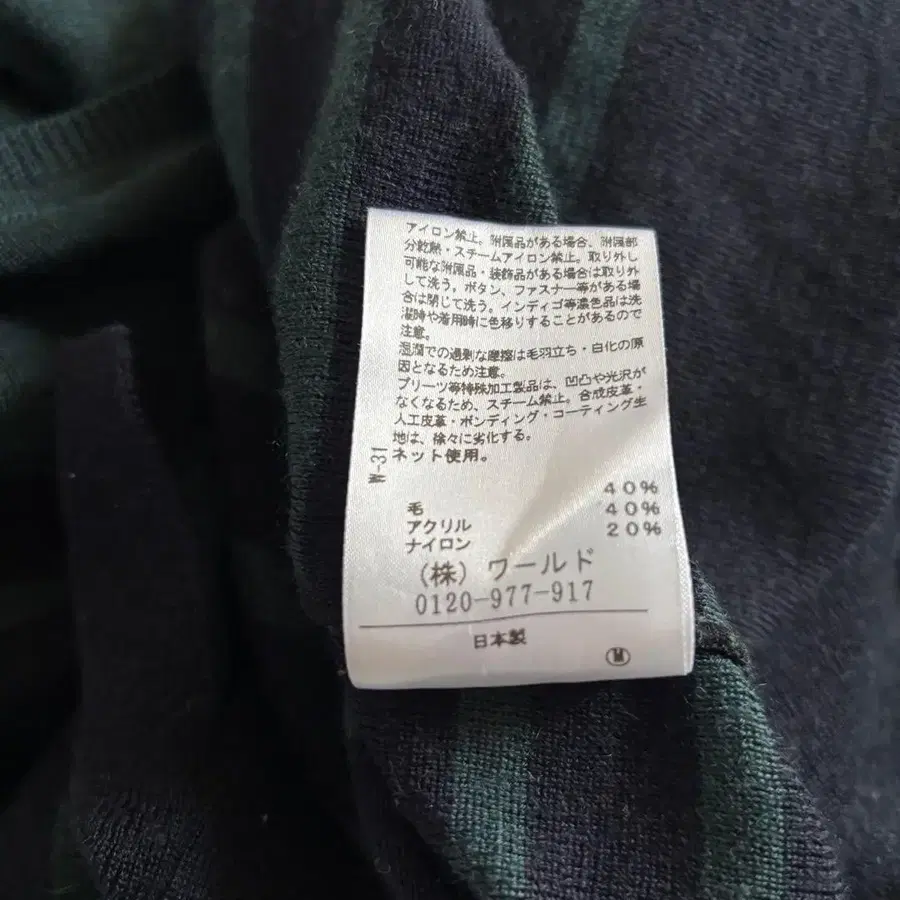 アイロン禁止。附属品がある場合、附属部
分乾熱・スチームアイロン禁止。取り外し
可能な附属品・装飾品がある場合は取り外
して洗う。ボタン、ファスナー等がある場
合は閉じて洗う。インディゴ等濃色品は洗
濯時や着用時に色移りすることがあるので
注意。
湿潤での過剰な摩擦は毛羽立ち・白化の原
因となるため注意。
プリーツ等特殊加工製品は、凹凸や光沢が
なくなるため、スチーム禁止。合成皮革・
人工皮革・ボンディング・コーティング生
地は、徐々に劣化する。
ネット使用。
W-31
毛 40%
アクリル 40%
ナイロン 20%
(株) ワールド
0120-977-917
日本製
M